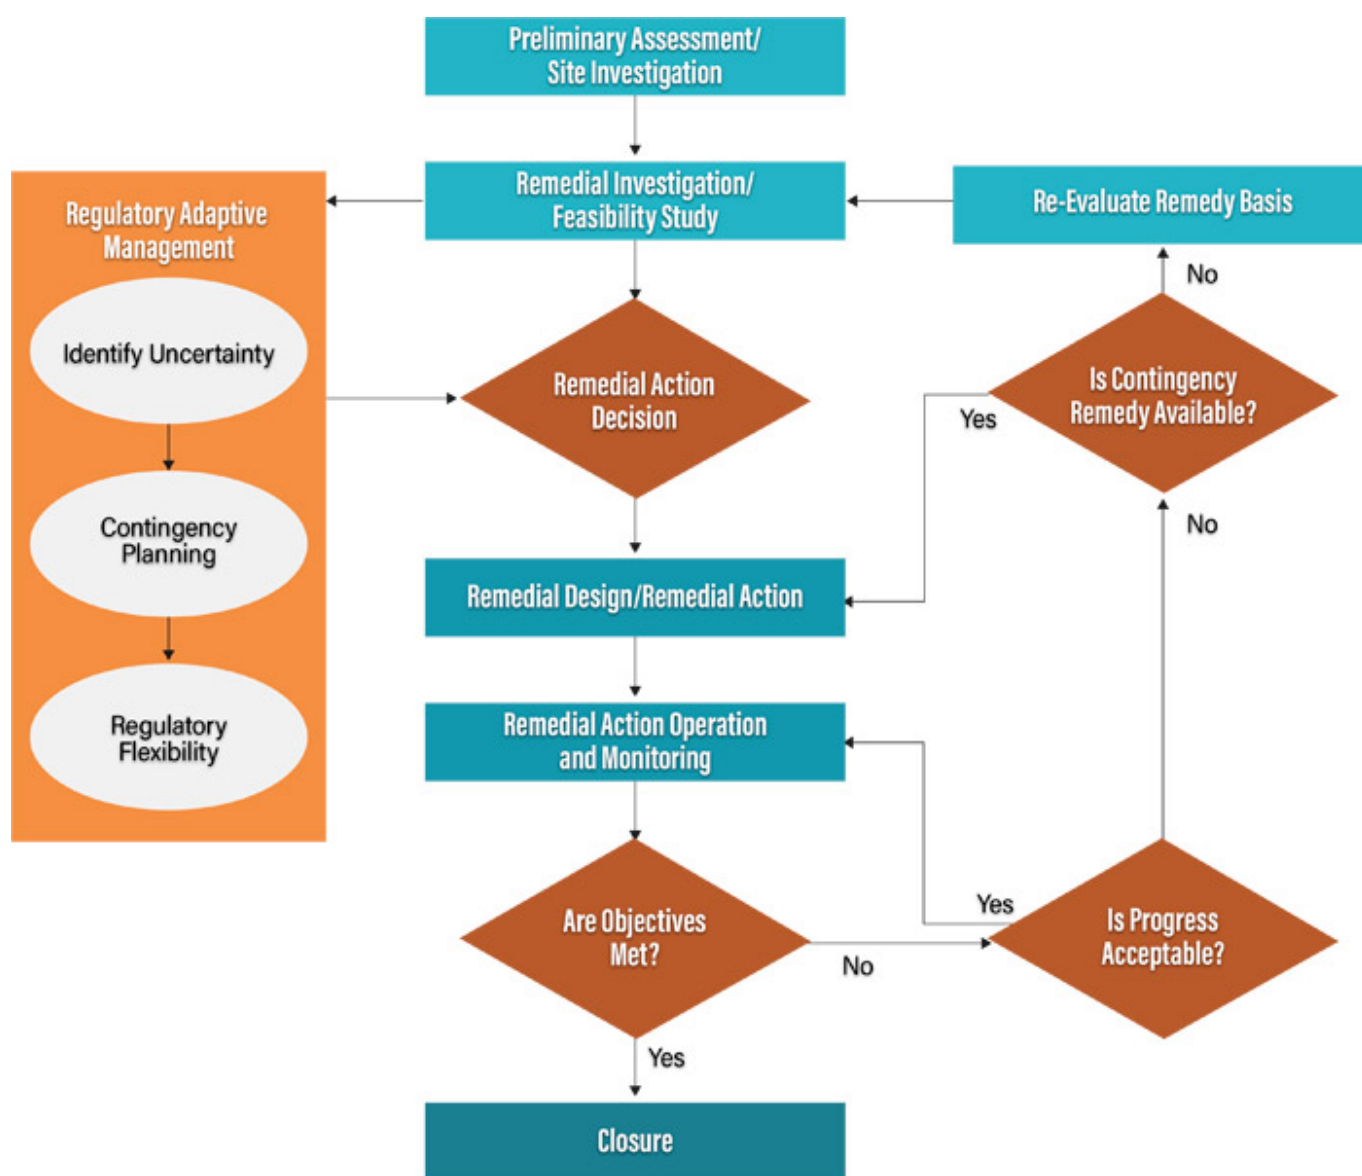 Preliminary Assessment/
Site Investigation
Remedial Investigation/
Feasibility Study
Re-Evaluate Remedy Basis
Regulatory Adaptive
Management
Identify Uncertainty
Contingency
Planning
Regulatory
Flexibility
Remedial Action
Decision
No
Is Contingency
Remedy Available?
Yes
No
Remedial Design/Remedial Action
Remedial Action Operation
and Monitoring
Are Objectives
Met?
No
Yes
Is Progress
Acceptable?
Yes
Closure